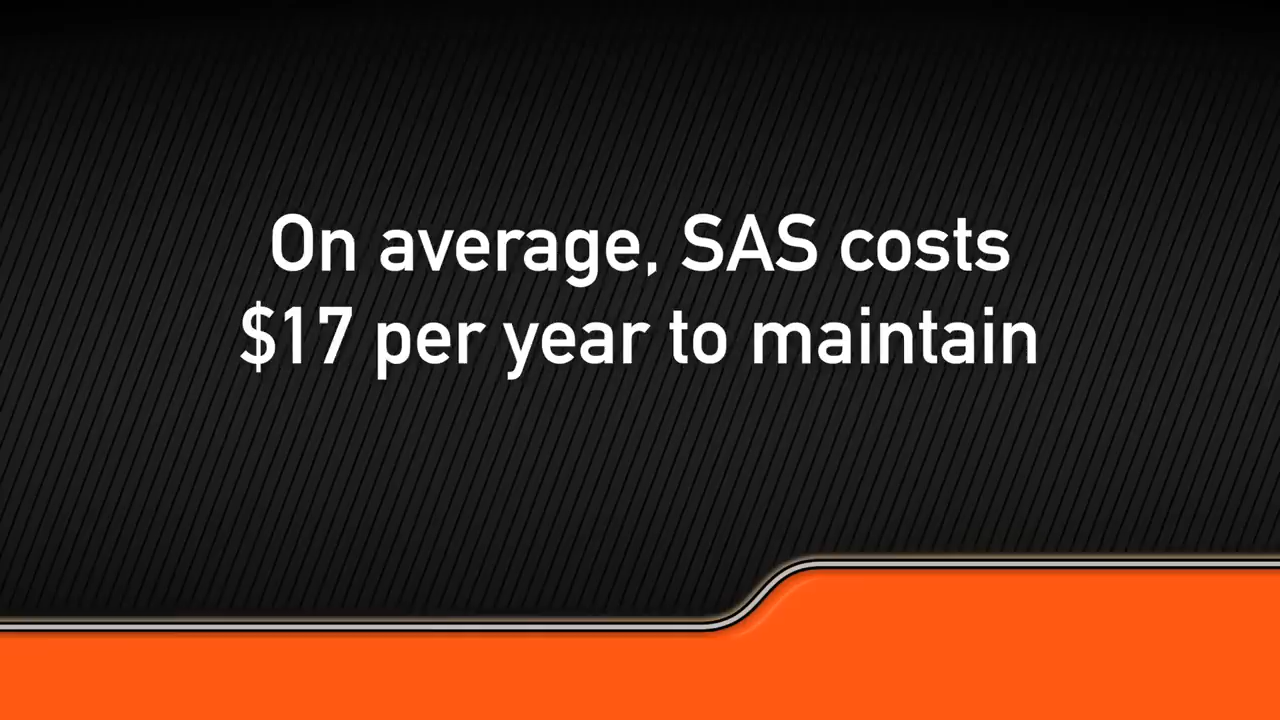 On average, SAS costs
$17 per year to maintain